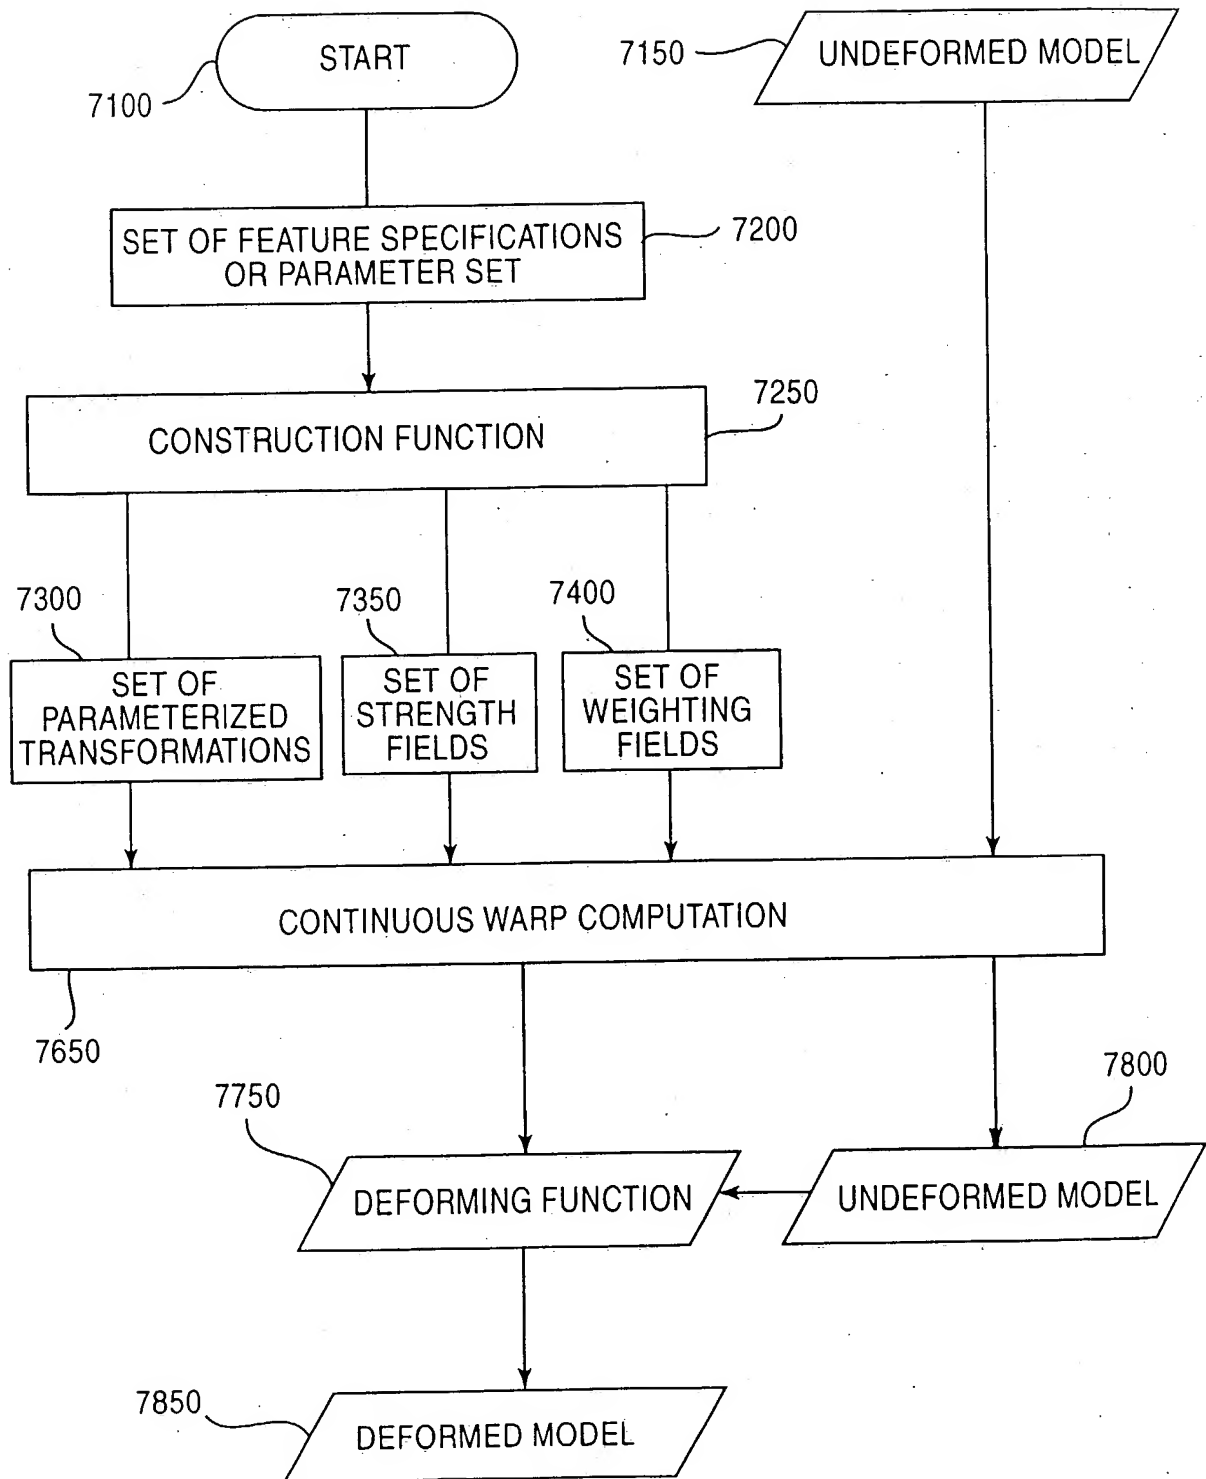 START
7100
7150
UNDEFORMED MODEL
SET OF FEATURE SPECIFICATIONS
OR PARAMETER SET
7200
CONSTRUCTION FUNCTION
7250
7300
7350
7400
SET OF
PARAMETERIZED
TRANSFORMATIONS
SET OF
STRENGTH
FIELDS
SET OF
WEIGHTING
FIELDS
CONTINUOUS WARP COMPUTATION
7650
7750
7800
DEFORMING FUNCTION
UNDEFORMED MODEL
7850
DEFORMED MODEL